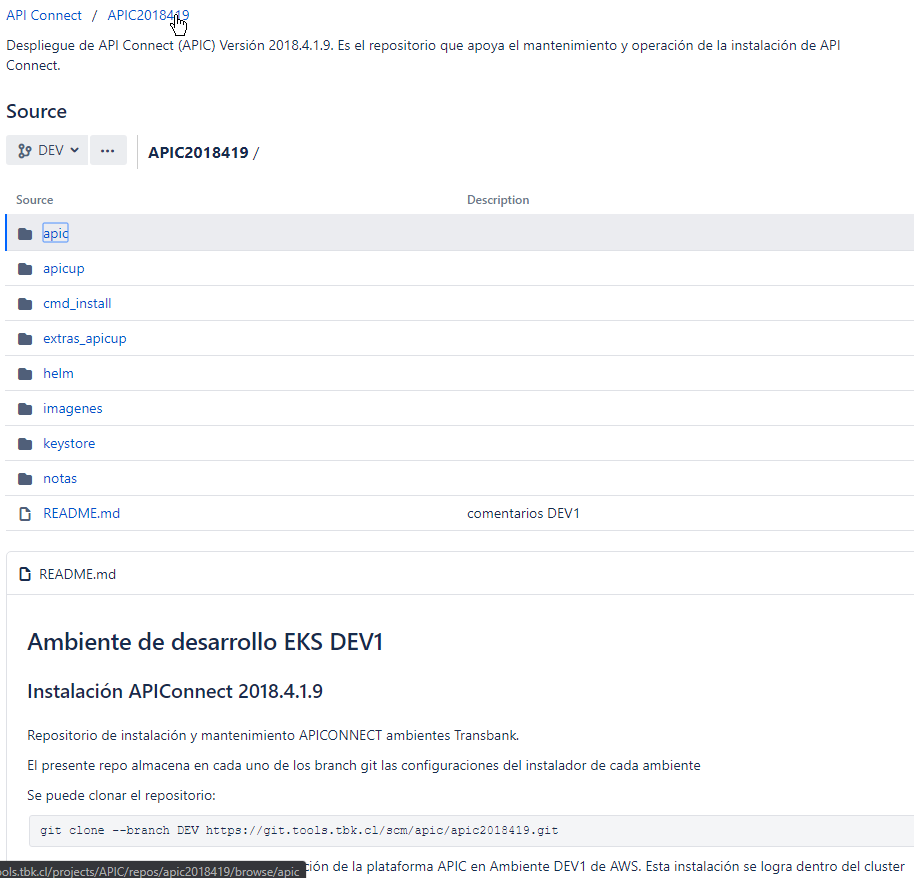 API Connect / APIC2018419
Despliegue de API Connect (APIC) Versión 2018.4.1.9. Es el repositorio que apoya el mantenimiento y operación de la instalación de API
Connect.
Source
DEV ... APIC2018419 /
Source Description
apic
apicup
cmd_install
extras_apicup
helm
imagenes
keystore
notas
README.md comentarios DEV1
README.md
Ambiente de desarrollo EKS DEV1
Instalación APIConnect 2018.4.1.9
Repositorio de instalación y mantenimiento APICONNECT ambientes Transbank.
El presente repo almacena en cada uno de los branch git las configuraciones del instalador de cada ambiente
Se puede clonar el repositorio:
git clone --branch DEV https://git.tools.tbk.cl/scm/apic/apic2018419.git
ools.tbk.cl/projects/APIC/repos/apic2018419/browse/apic ción de la plataforma APIC en Ambiente DEV1 de AWS. Esta instalación se logra dentro del cluster